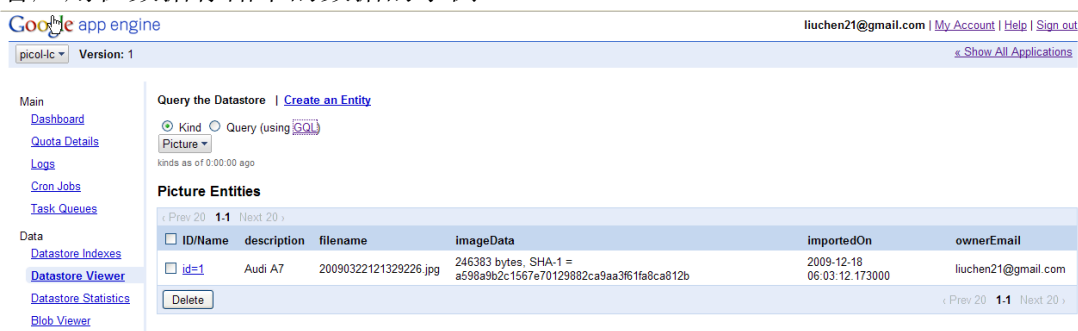 Google app engine
liuchen21@gmail.com | My Account | Help | Sign out
picol-lc Version: 1
« Show All Applications
Main
Dashboard
Quota Details
Logs
Cron Jobs
Task Queues
Data
Datastore Indexes
Datastore Viewer
Datastore Statistics
Blob Viewer
Query the Datastore | Create an Entity
Kind Query (using GQL)
Picture
kinds as of 0:00:00 ago
Picture Entities
‹ Prev 20 1-1 Next 20 ›
ID/Name description filename imageData importedOn ownerEmail
id=1 Audi A7 20090322121329226.jpg 246383 bytes, SHA-1 = a598a9b2c1567e70129882ca9aa3f61fa8ca812b 2009-12-18 06:03:12.173000 liuchen21@gmail.com
Delete
‹ Prev 20 1-1 Next 20 ›